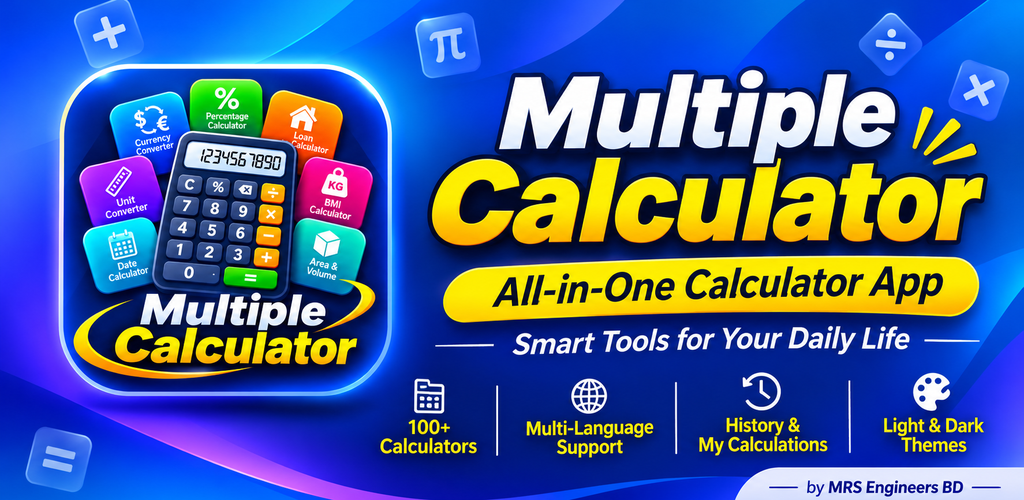 +
π
÷
×
%
Percentage
Calculator
$ €
Currency
Converter
Loan
Calculator
Unit
Converter
KG
BMI
Calculator
Date
Calculator
Area &
Volume
1234567890
C % ÷
7 8 9 ×
4 5 6 −
1 2 3 +
0 . =
Multiple
Calculator
Multiple
Calculator
All-in-One Calculator App
Smart Tools for Your Daily Life
100+
Calculators
Multi-Language
Support
History &
My Calculations
Light & Dark
Themes
=
by MRS Engineers BD